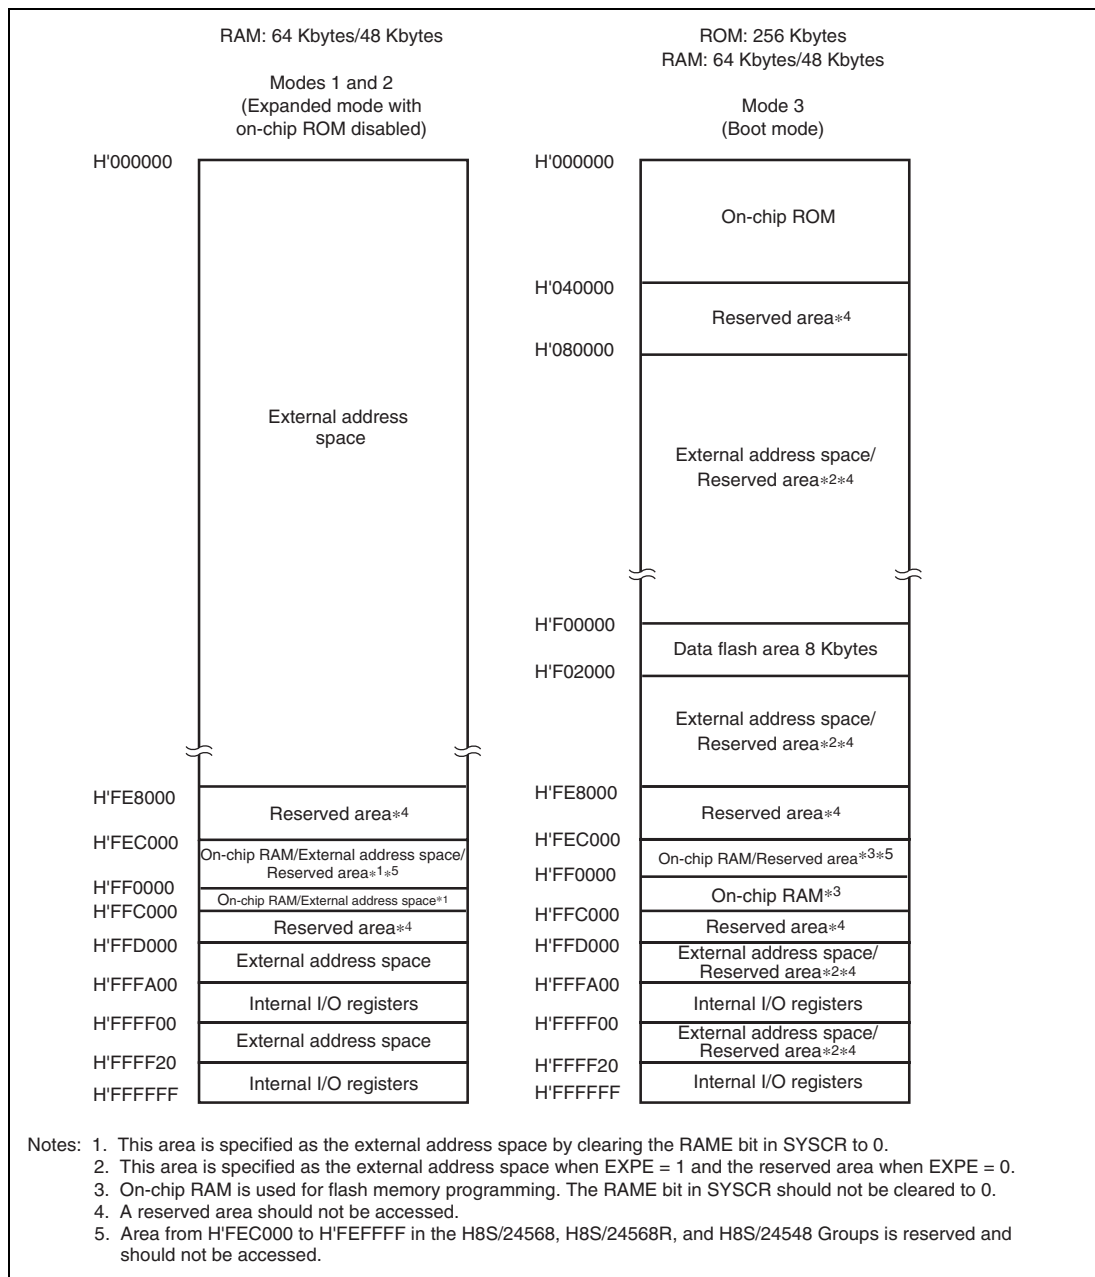 RAM: 64 Kbytes/48 Kbytes
Modes 1 and 2
(Expanded mode with
on-chip ROM disabled)
H'000000
External address
space
H'FE8000
Reserved area*4
H'FEC000
On-chip RAM/External address space/
Reserved area*1*5
H'FF0000
On-chip RAM/External address space*1
H'FFC000
Reserved area*4
H'FFD000
External address space
H'FFFA00
Internal I/O registers
H'FFFF00
External address space
H'FFFF20
Internal I/O registers
H'FFFFFF
ROM: 256 Kbytes
RAM: 64 Kbytes/48 Kbytes
Mode 3
(Boot mode)
H'000000
On-chip ROM
H'040000
Reserved area*4
H'080000
External address space/
Reserved area*2*4
H'F00000
Data flash area 8 Kbytes
H'F02000
External address space/
Reserved area*2*4
H'FE8000
Reserved area*4
H'FEC000
On-chip RAM/Reserved area*3*5
H'FF0000
On-chip RAM*3
H'FFC000
Reserved area*4
H'FFD000
External address space/
Reserved area*2*4
H'FFFA00
Internal I/O registers
H'FFFF00
External address space/
Reserved area*2*4
H'FFFF20
Internal I/O registers
H'FFFFFF
Notes: 1. This area is specified as the external address space by clearing the RAME bit in SYSCR to 0.
2. This area is specified as the external address space when EXPE = 1 and the reserved area when EXPE = 0.
3. On-chip RAM is used for flash memory programming. The RAME bit in SYSCR should not be cleared to 0.
4. A reserved area should not be accessed.
5. Area from H'FEC000 to H'FEFFFF in the H8S/24568, H8S/24568R, and H8S/24548 Groups is reserved and
should not be accessed.